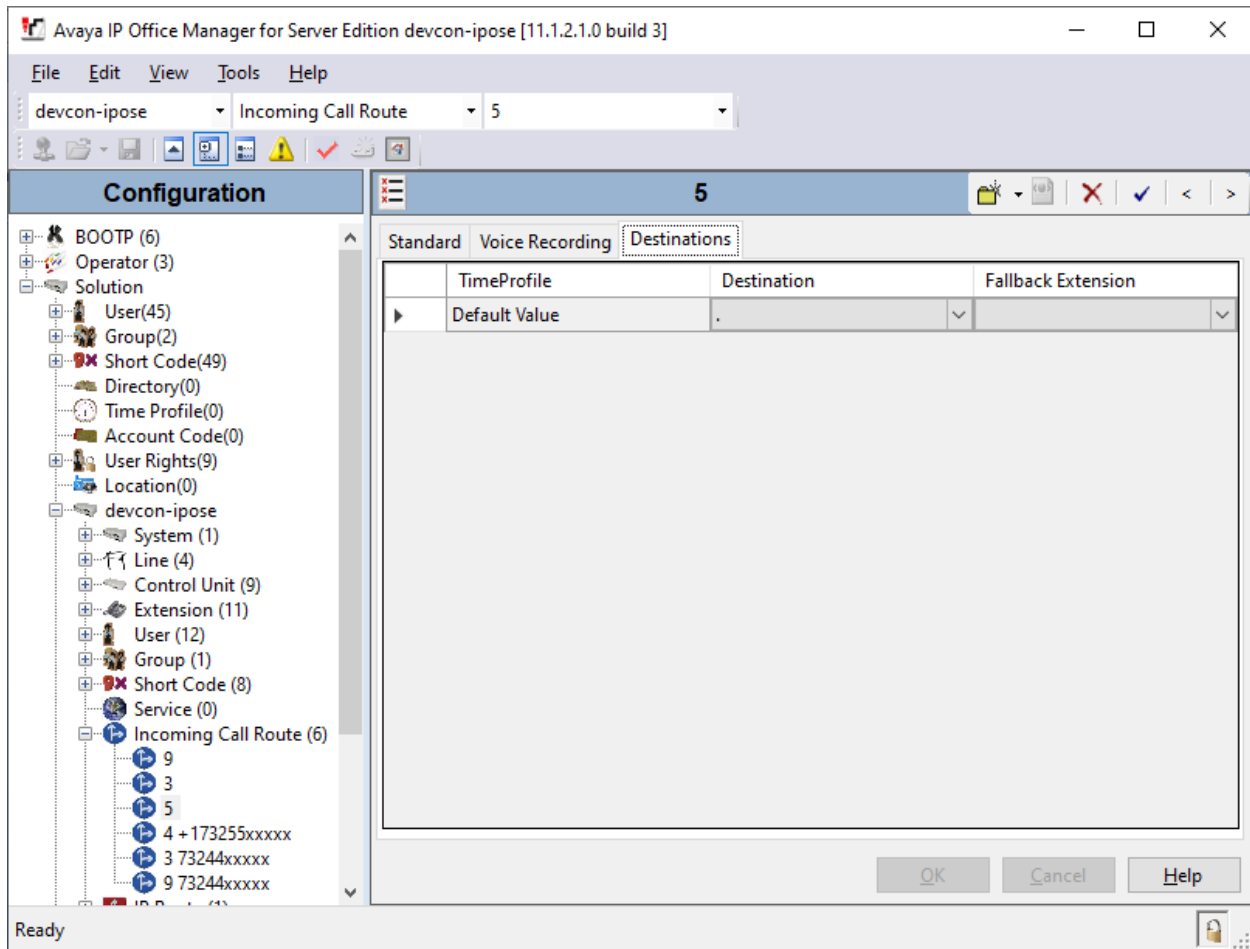 Avaya IP Office Manager for Server Edition devcon-ipose [11.1.2.1.0 build 3]
File Edit View Tools Help
devcon-ipose Incoming Call Route 5
Configuration
5
BOOTP (6)
Operator (3)
Solution
User(45)
Group(2)
Short Code(49)
Directory(0)
Time Profile(0)
Account Code(0)
User Rights(9)
Location(0)
devcon-ipose
System (1)
Line (4)
Control Unit (9)
Extension (11)
User (12)
Group (1)
Short Code (8)
Service (0)
Incoming Call Route (6)
9
3
5
4 +173255xxxxx
3 73244xxxxx
9 73244xxxxx
Standard Voice Recording Destinations
TimeProfile Destination Fallback Extension
Default Value .
OK Cancel Help
Ready